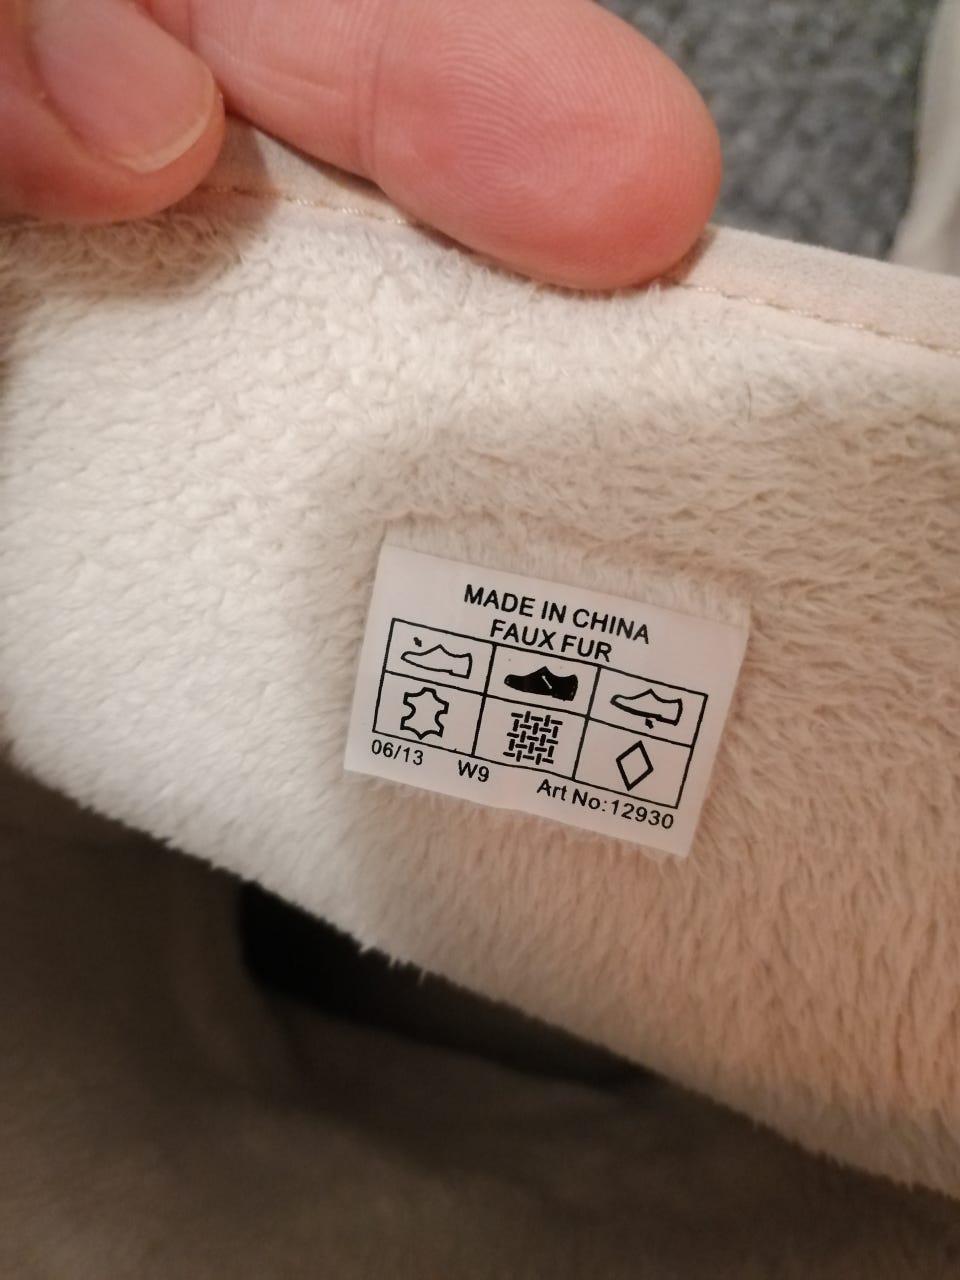 MADE IN CHINA
FAUX FUR
06/13 W9 Art No:12930